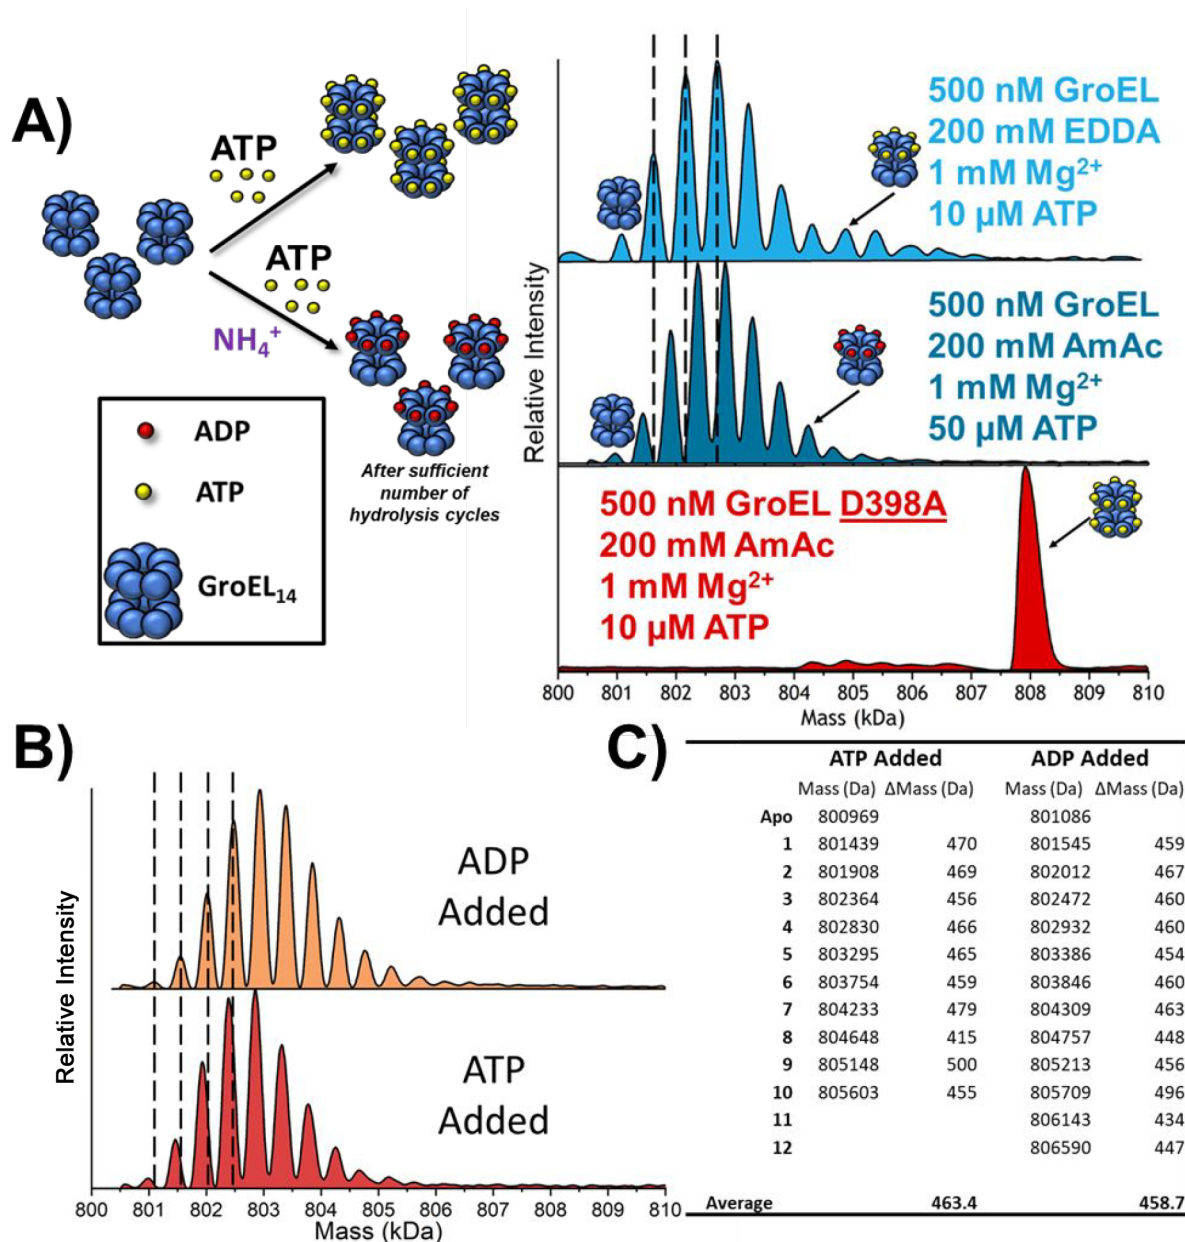 A)
ATP
ATP
NH4+
After sufficient
number of
hydrolysis cycles
ADP
ATP
GroEL14
Relative Intensity
500 nM GroEL
200 mM EDDA
1 mM Mg2+
10 µM ATP
500 nM GroEL
200 mM AmAc
1 mM Mg2+
50 µM ATP
500 nM GroEL D398A
200 mM AmAc
1 mM Mg2+
10 µM ATP
800 801 802 803 804 805 806 807 808 809 810
Mass (kDa)
B)
Relative Intensity
ADP
Added
ATP
Added
800 801 802 803 804 805 806 807 808 809 810
Mass (kDa)
C)
ATP Added ADP Added
Mass (Da) ΔMass (Da) Mass (Da) ΔMass (Da)
Apo 800969 801086
1 801439 470 801545 459
2 801908 469 802012 467
3 802364 456 802472 460
4 802830 466 802932 460
5 803295 465 803386 454
6 803754 459 803846 460
7 804233 479 804309 463
8 804648 415 804757 448
9 805148 500 805213 456
10 805603 455 805709 496
11 806143 434
12 806590 447
Average 463.4 458.7